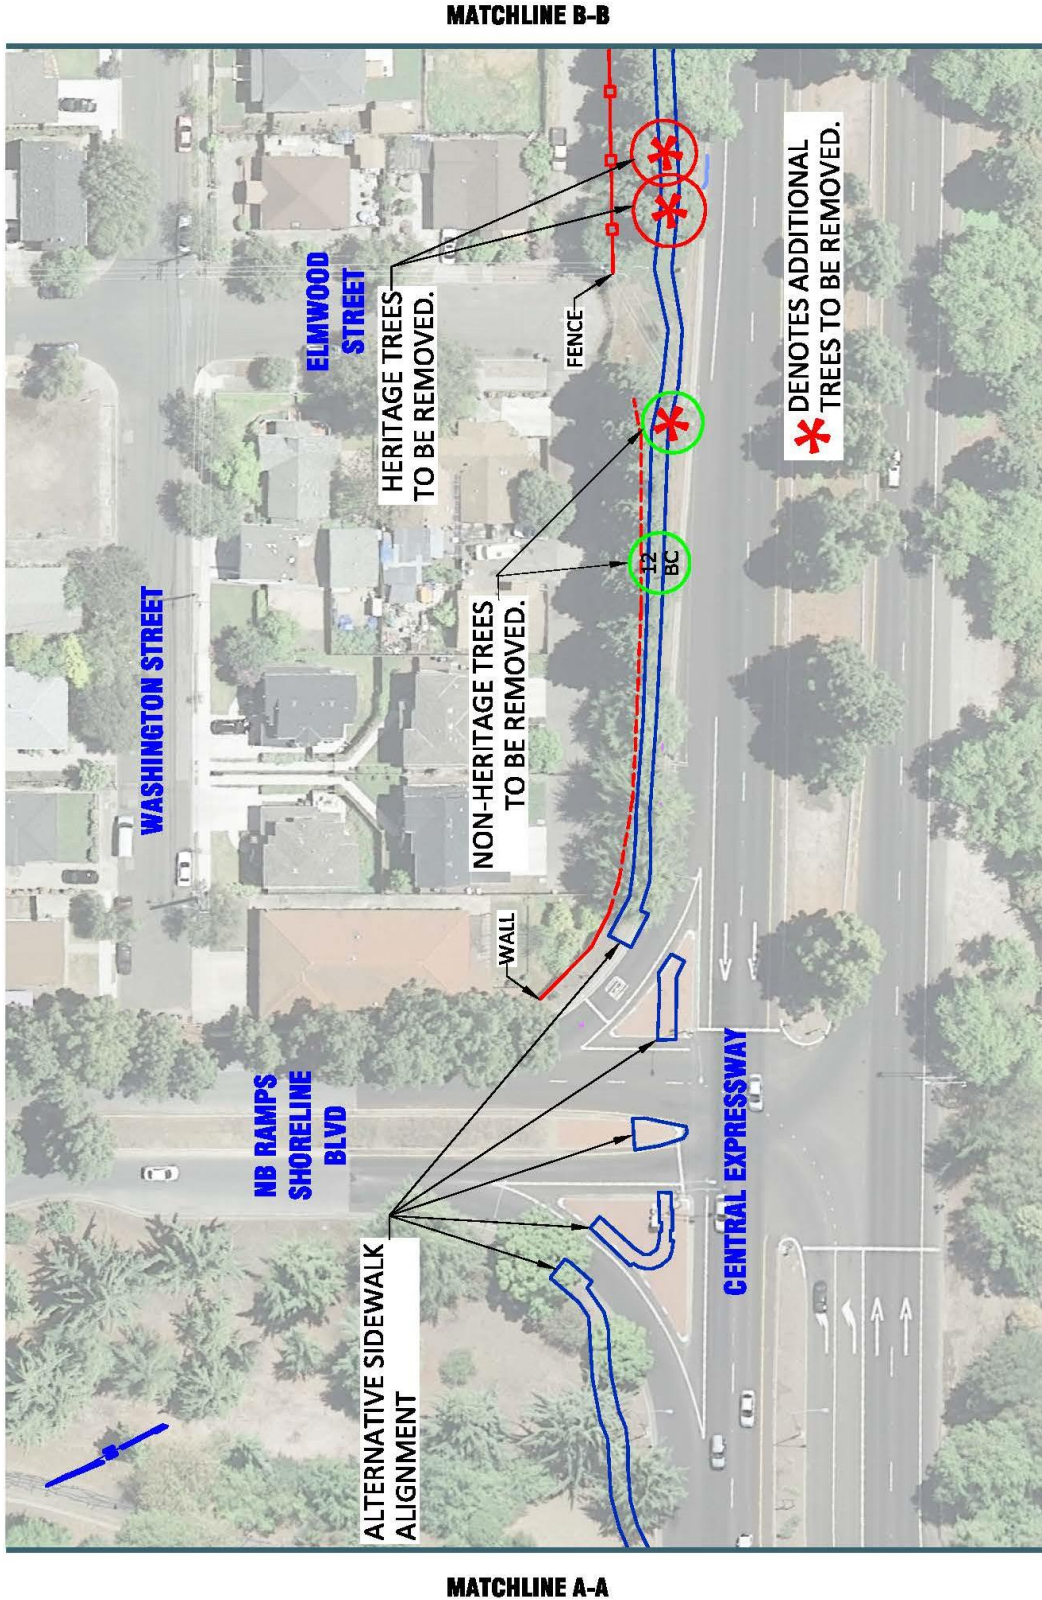 MATCHLINE B-B
ELMWOOD
STREET
HERITAGE TREES
TO BE REMOVED.
FENCE
* DENOTES ADDITIONAL
TREES TO BE REMOVED.
WASHINGTON STREET
NON-HERITAGE TREES
TO BE REMOVED.
12
BC
WALL
NB RAMPS
SHORELINE
BLVD
CENTRAL EXPRESSWAY
ALTERNATIVE SIDEWALK
ALIGNMENT
MATCHLINE A-A